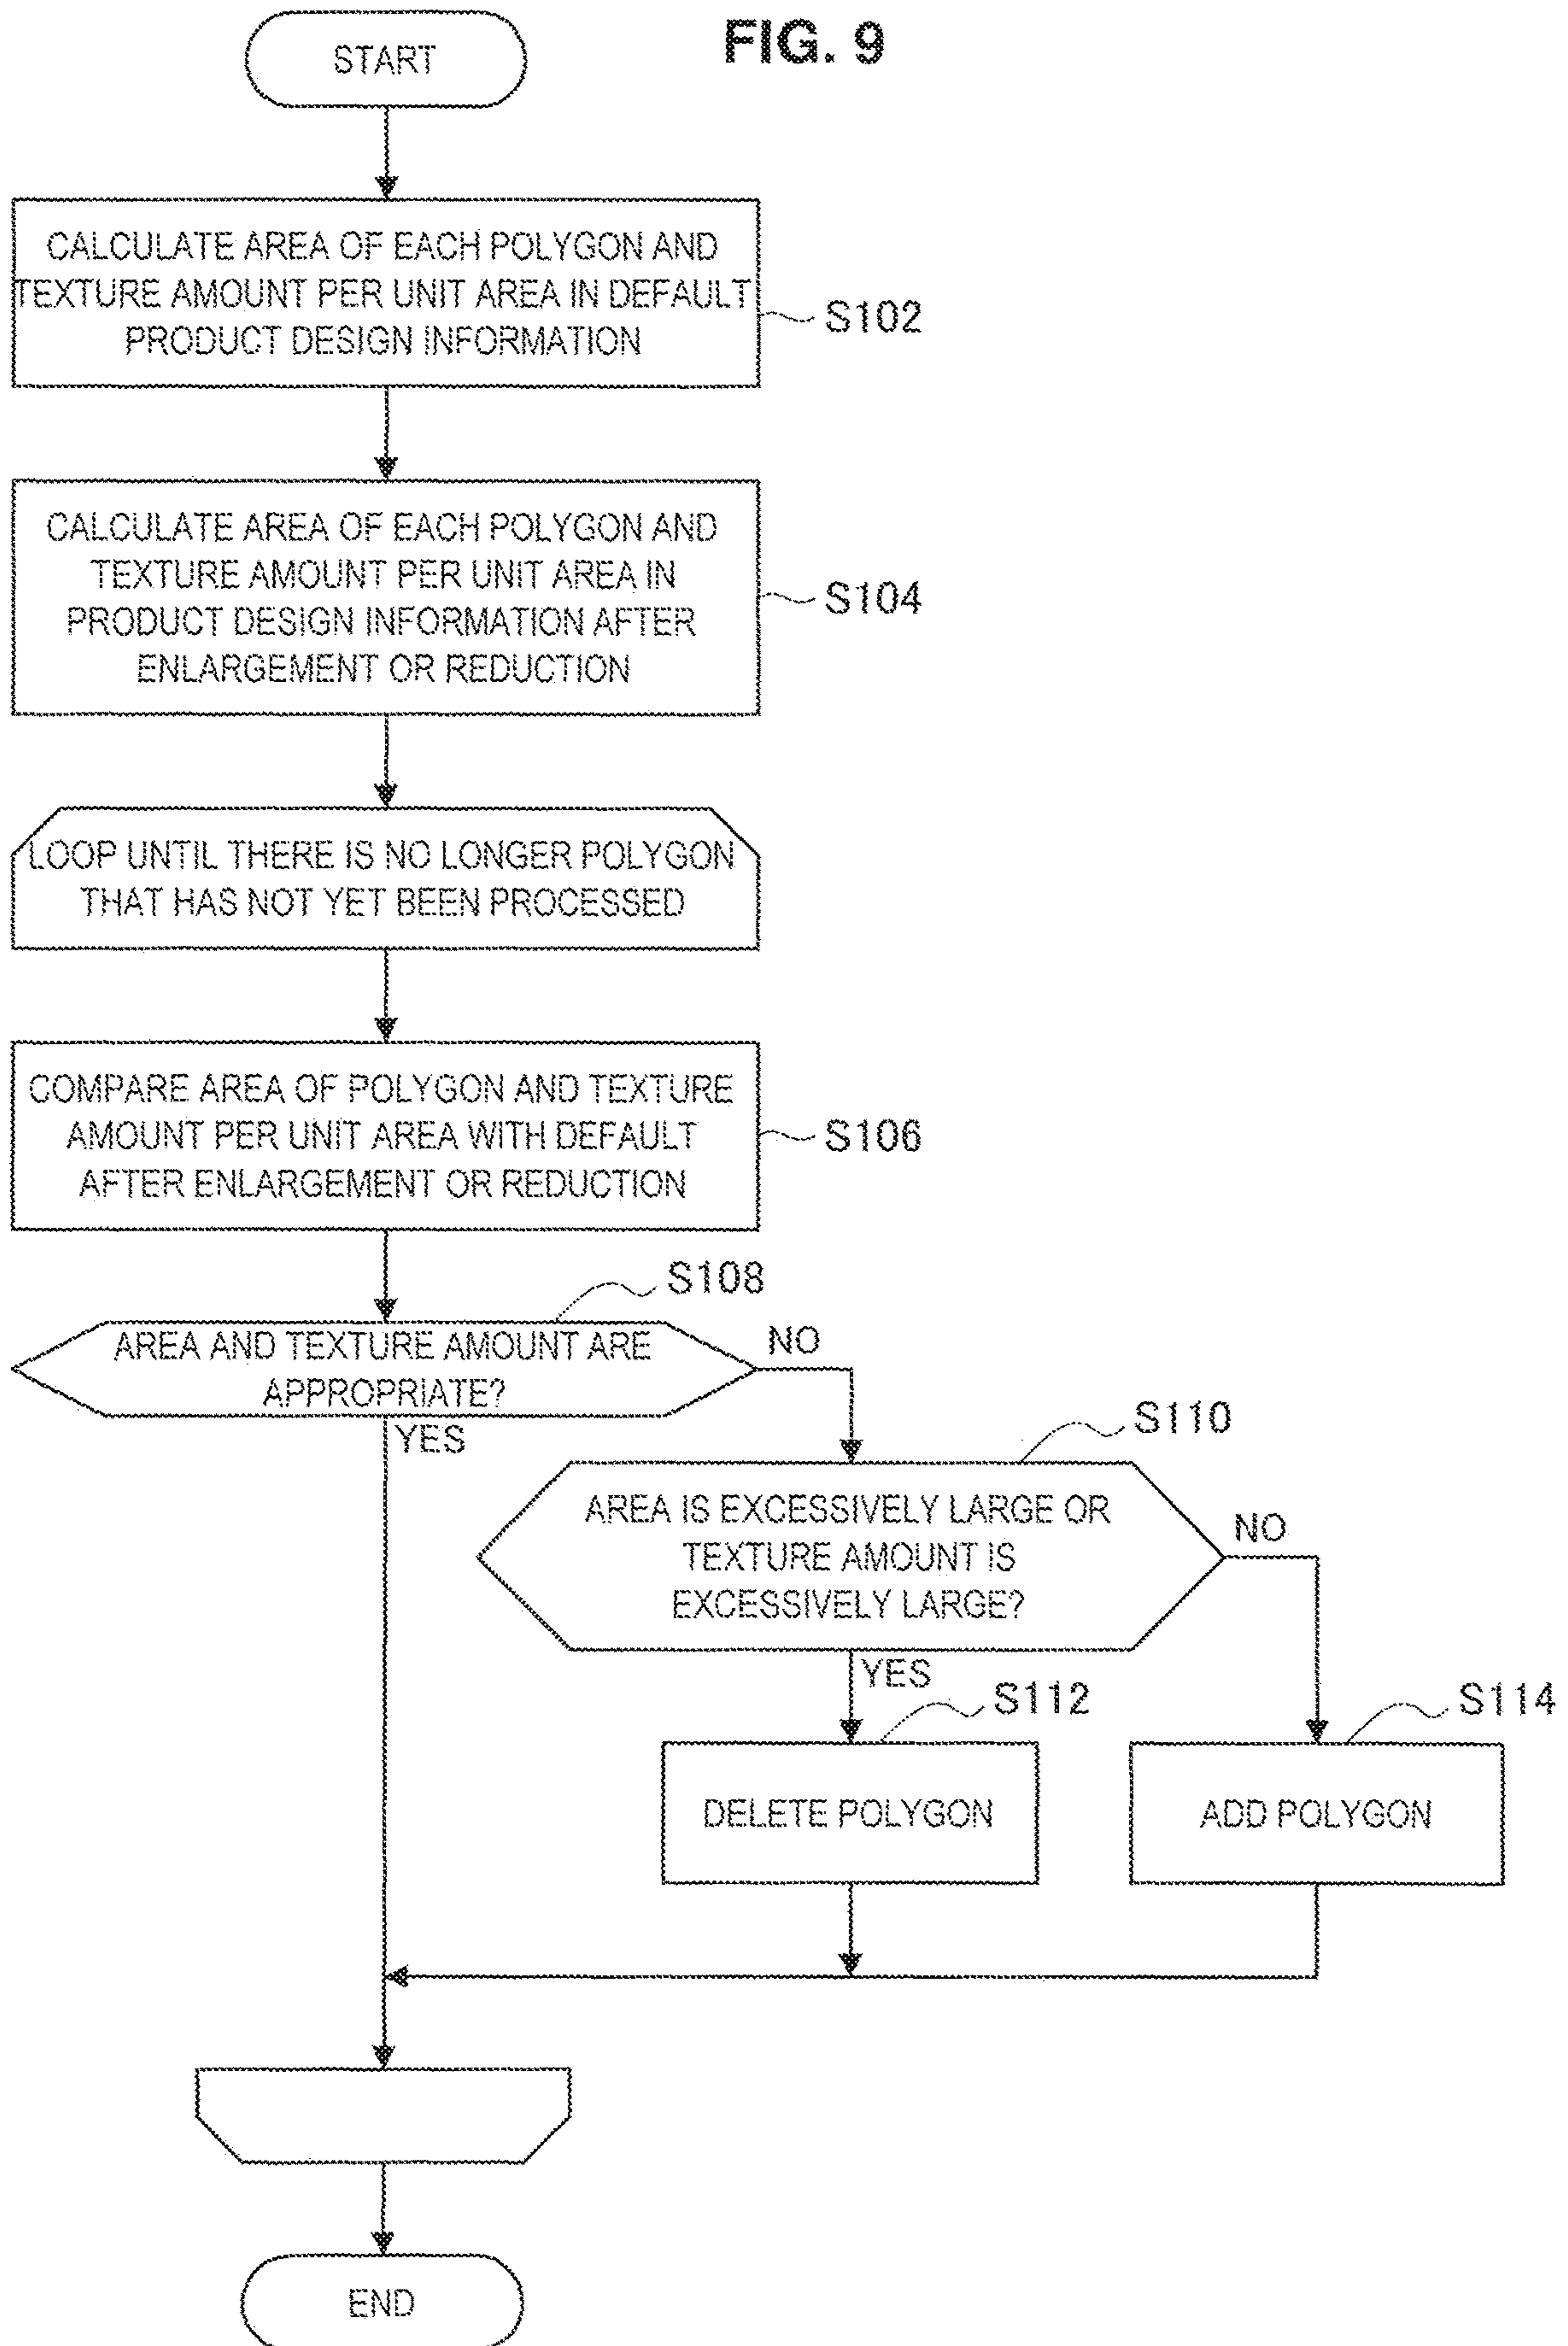 FIG. 9
START
CALCULATE AREA OF EACH POLYGON AND
TEXTURE AMOUNT PER UNIT AREA IN DEFAULT
PRODUCT DESIGN INFORMATION
S102
CALCULATE AREA OF EACH POLYGON AND
TEXTURE AMOUNT PER UNIT AREA IN
PRODUCT DESIGN INFORMATION AFTER
ENLARGEMENT OR REDUCTION
S104
LOOP UNTIL THERE IS NO LONGER POLYGON
THAT HAS NOT YET BEEN PROCESSED
COMPARE AREA OF POLYGON AND TEXTURE
AMOUNT PER UNIT AREA WITH DEFAULT
AFTER ENLARGEMENT OR REDUCTION
S106
S108
AREA AND TEXTURE AMOUNT ARE
APPROPRIATE?
NO
YES
S110
AREA IS EXCESSIVELY LARGE OR
TEXTURE AMOUNT IS
EXCESSIVELY LARGE?
NO
YES
S112
DELETE POLYGON
S114
ADD POLYGON
END